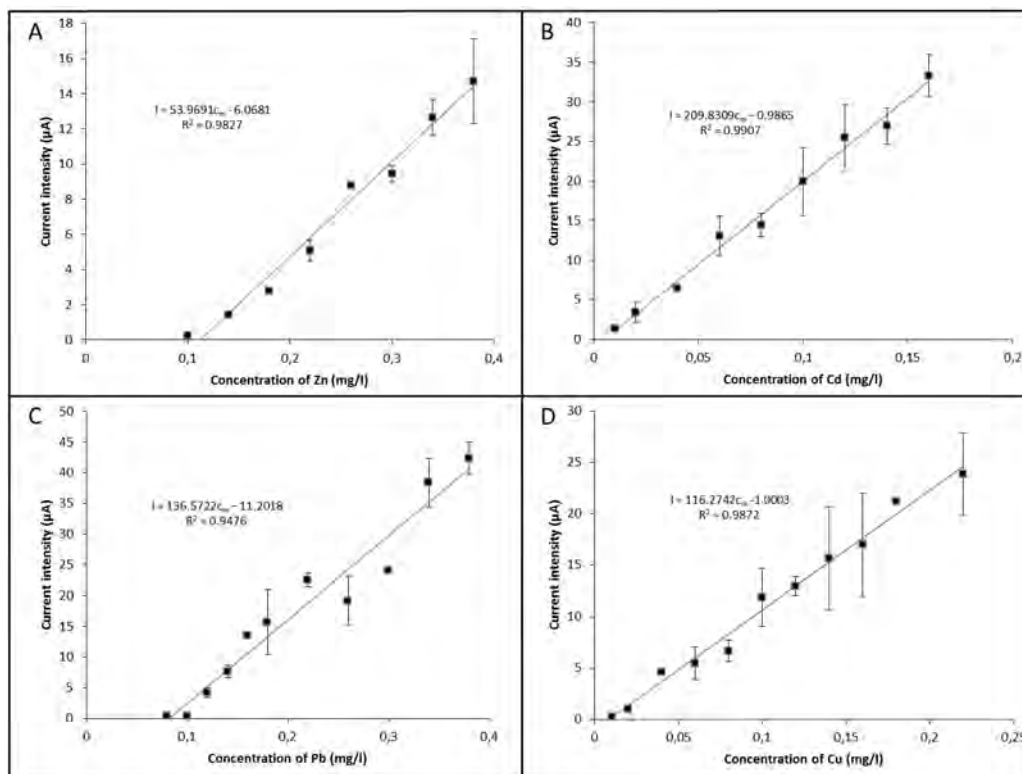 A
18
16
14
12
10
8
6
4
2
0
Current intensity (µA)
I = 53.9691cₘ - 6.0681
R² = 0.9827
0
0,1
0,2
0,3
0,4
Concentration of Zn (mg/l)
B
40
35
30
25
20
15
10
5
0
Current intensity (µA)
I = 209.8309cₘ − 0.9865
R² = 0.9907
0
0,05
0,1
0,15
0,2
Concentration of Cd (mg/l)
C
50
45
40
35
30
25
20
15
10
5
0
Current intensity (µA)
I = 136.5722cₘ − 11.2018
R² = 0.9476
0
0,1
0,2
0,3
0,4
Concentration of Pb (mg/l)
D
30
25
20
15
10
5
0
Current intensity (µA)
I = 116.2742cₘ -1.0003
R² = 0.9872
0
0,05
0,1
0,15
0,2
0,25
Concentration of Cu (mg/l)